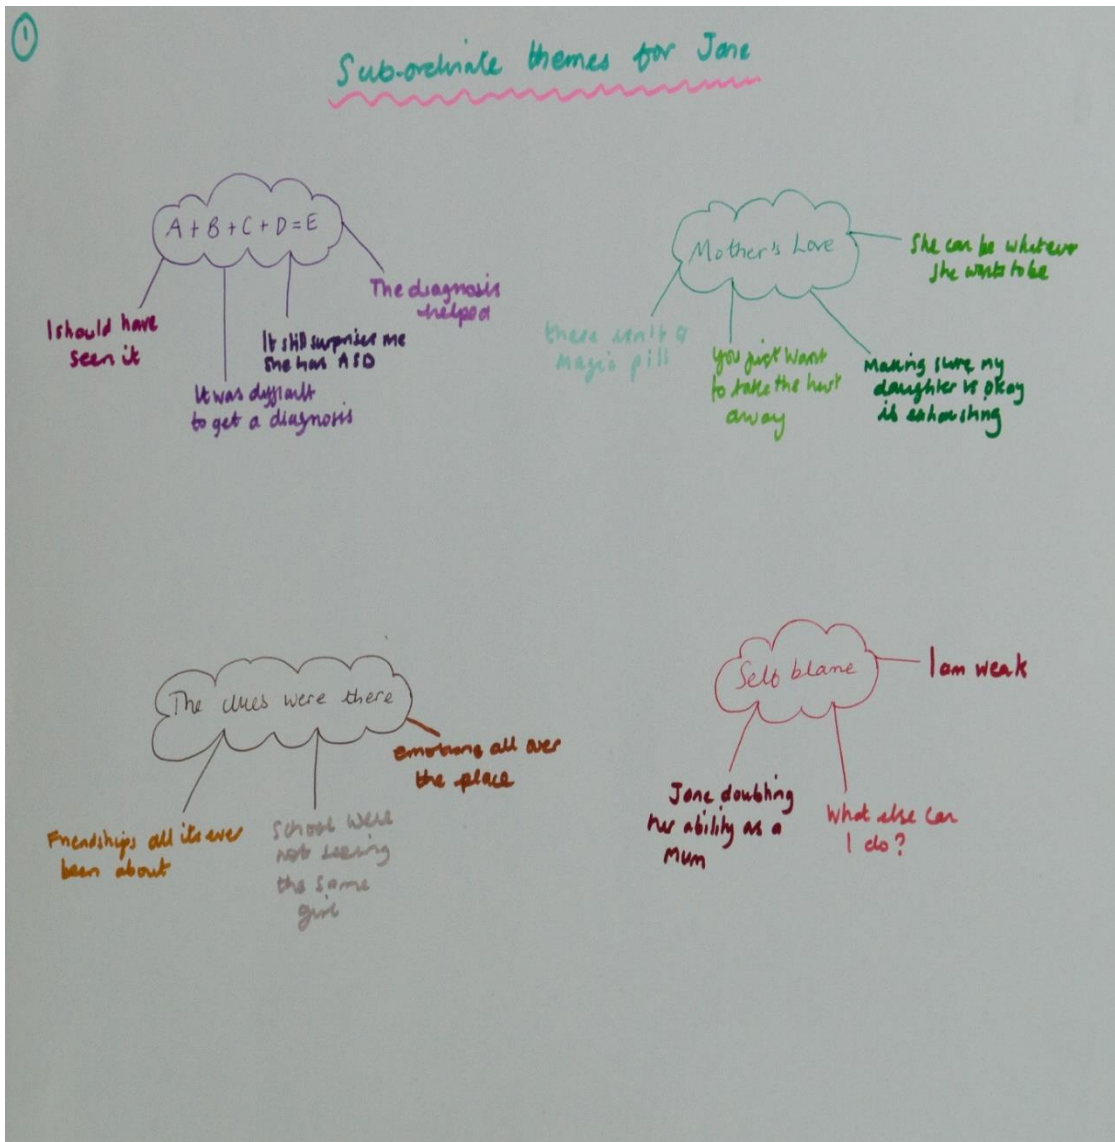 1
Sub-ordinate themes for Jane
A + B + C + D = E
I should have
seen it
It was difficult
to get a diagnosis
It still surprises me
She has ASD
The diagnosis
helped
Mother's Love
there isn't a
magic pill
You just want
to take the hurt
away
Making sure my
daughter is okay
is exhausting
She can be whatever
she wants to be
The clues were there
Friendships all its ever
been about
School were
not seeing
the same
girl
emotions all over
the place
Self blame
Jane doubting
her ability as a
Mum
What else can
I do?
I am weak